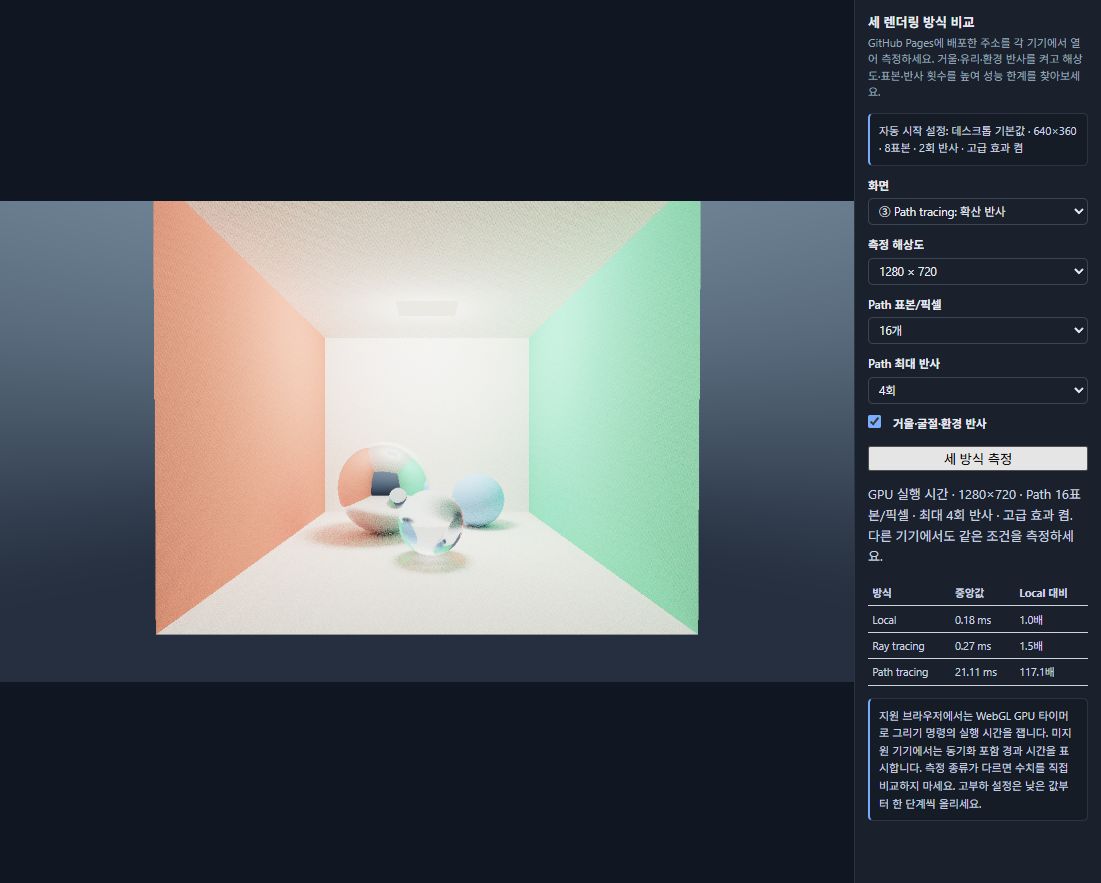 세 렌더링 방식 비교
GitHub Pages에 배포한 주소를 각 기기에서 열
어 측정하세요. 거울·유리·환경 반사를 켜고 해상
도·표본·반사 횟수를 높여 성능 한계를 찾아보세
요.
자동 시작 설정: 데스크톱 기본값 · 640×360
· 8표본 · 2회 반사 · 고급 효과 켬
화면
③ Path tracing: 확산 반사
측정 해상도
1280 × 720
Path 표본/픽셀
16개
Path 최대 반사
4회
거울·굴절·환경 반사
세 방식 측정
GPU 실행 시간 · 1280×720 · Path 16표
본/픽셀 · 최대 4회 반사 · 고급 효과 켬.
다른 기기에서도 같은 조건을 측정하세
요.
방식 중앙값 Local 대비
Local 0.18 ms 1.0배
Ray tracing 0.27 ms 1.5배
Path tracing 21.11 ms 117.1배
지원 브라우저에서는 WebGL GPU 타이머
로 그리기 명령의 실행 시간을 잽니다. 미지
원 기기에서는 동기화 포함 경과 시간을 표
시합니다. 측정 종류가 다르면 수치를 직접
비교하지 마세요. 고부하 설정은 낮은 값부
터 한 단계씩 올리세요.